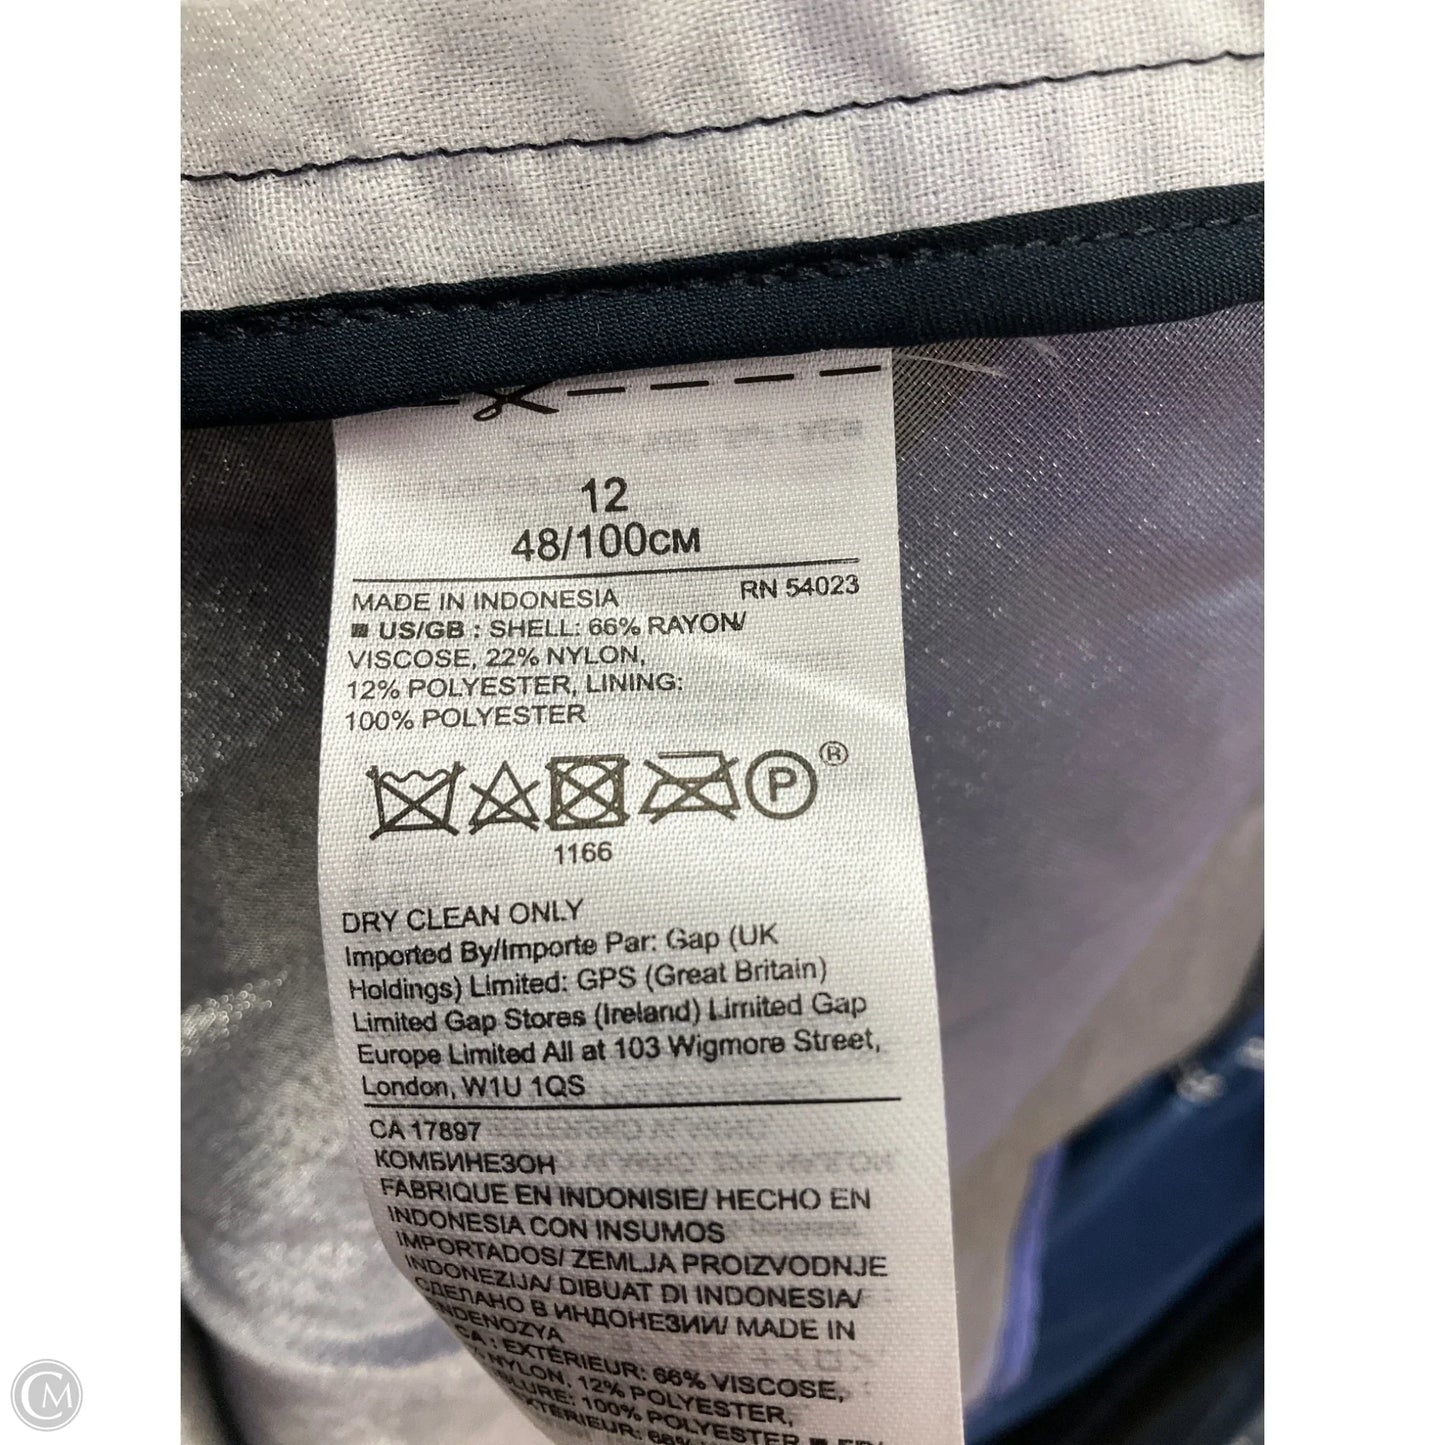 12
48/100CM
MADE IN INDONESIA RN 54023
US/GB : SHELL: 66% RAYON/
VISCOSE, 22% NYLON,
12% POLYESTER, LINING:
100% POLYESTER
P ®
1166
DRY CLEAN ONLY
Imported By/Importe Par: Gap (UK
Holdings) Limited: GPS (Great Britain)
Limited Gap Stores (Ireland) Limited Gap
Europe Limited All at 103 Wigmore Street,
London, W1U 1QS
CA 17897
КОМБИНЕЗОН
FABRIQUE EN INDONISIE/ HECHO EN
INDONESIA CON INSUMOS
IMPORTADOS/ ZEMLJA PROIZVODNJE
INDONEZIJA/ DIBUAT DI INDONESIA/
СДЕЛАНО В ИНДОНЕЗИИ/ MADE IN
ENDENOZYA
CA : EXTÉRIEUR: 66% VISCOSE,
% NYLON, 12% POLYESTER,
100% POLYESTER
EXTÉRIEUR: 66%
CM